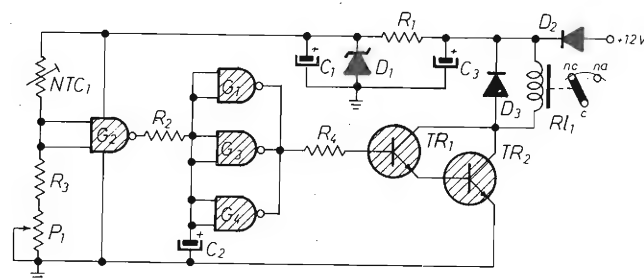 D2
R1
+12V
+
C1
D1
+
C3
nc
na
NTC1
G1
D3
c
Rl1
G2
R2
G3
R4
TR1
TR2
R3
G4
P1
+
C2